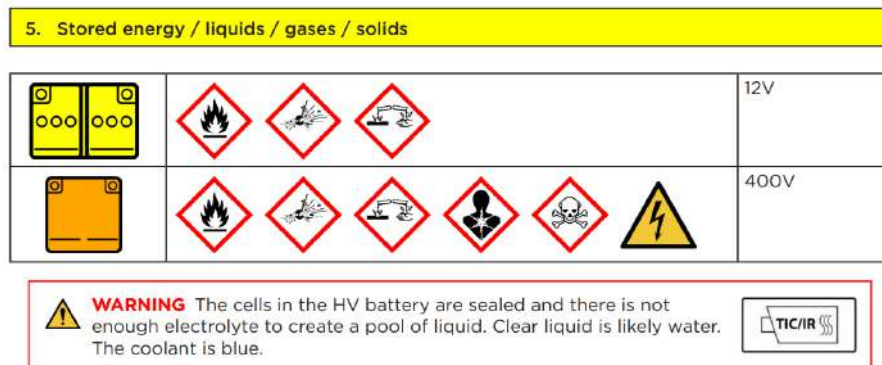 5. Stored energy / liquids / gases / solids
12V
400V
WARNING The cells in the HV battery are sealed and there is not
enough electrolyte to create a pool of liquid. Clear liquid is likely water.
The coolant is blue.
TIC/IR